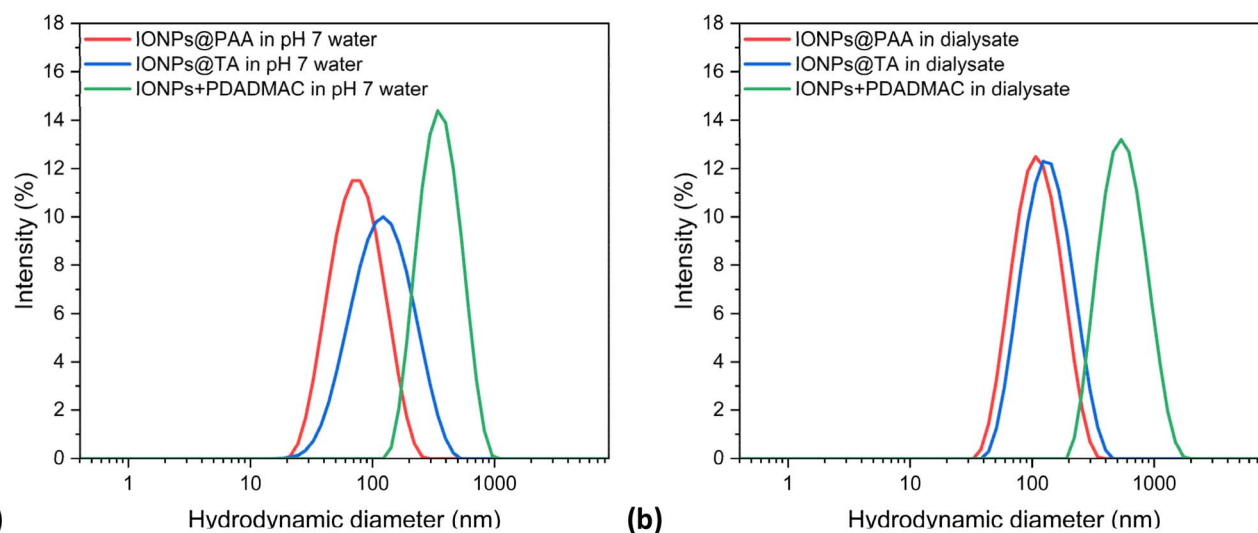 18
16
14
12
10
8
6
4
2
0
Intensity (%)
IONPs@PAA in pH 7 water
IONPs@TA in pH 7 water
IONPs+PDADMAC in pH 7 water
1 10 100 1000
Hydrodynamic diameter (nm)
)
(b)
18
16
14
12
10
8
6
4
2
0
Intensity (%)
IONPs@PAA in dialysate
IONPs@TA in dialysate
IONPs+PDADMAC in dialysate
1 10 100 1000
Hydrodynamic diameter (nm)